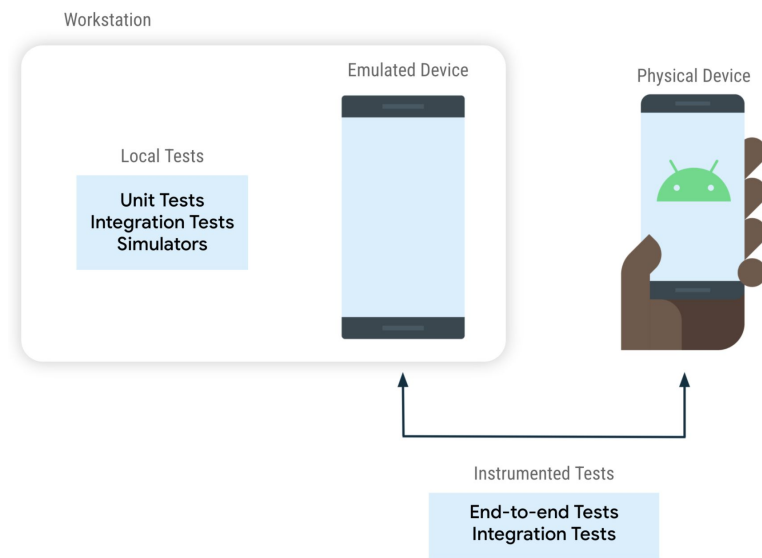 Workstation
Emulated Device
Physical Device
Local Tests
Unit Tests
Integration Tests
Simulators
Instrumented Tests
End-to-end Tests
Integration Tests